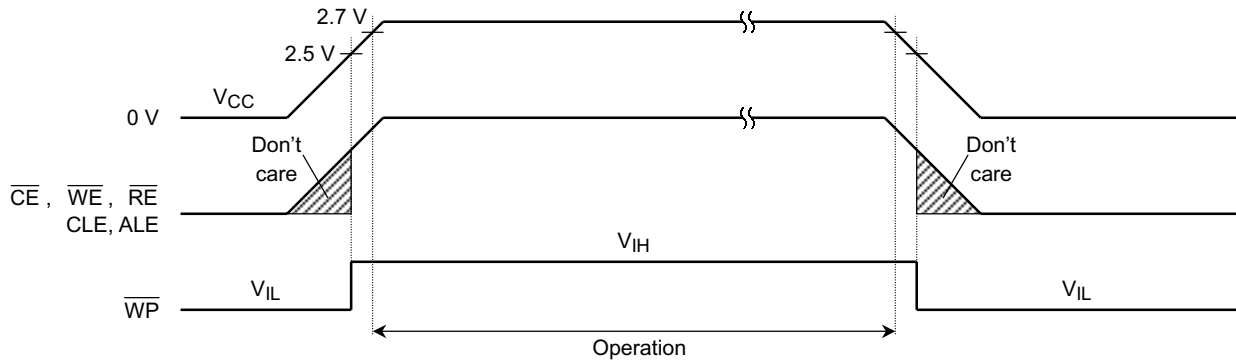 2.7 V
2.5 V
VCC
0 V
Don't
care
Don't
care
CE , WE , RE
CLE, ALE
VIH
VIL
VIL
WP
Operation